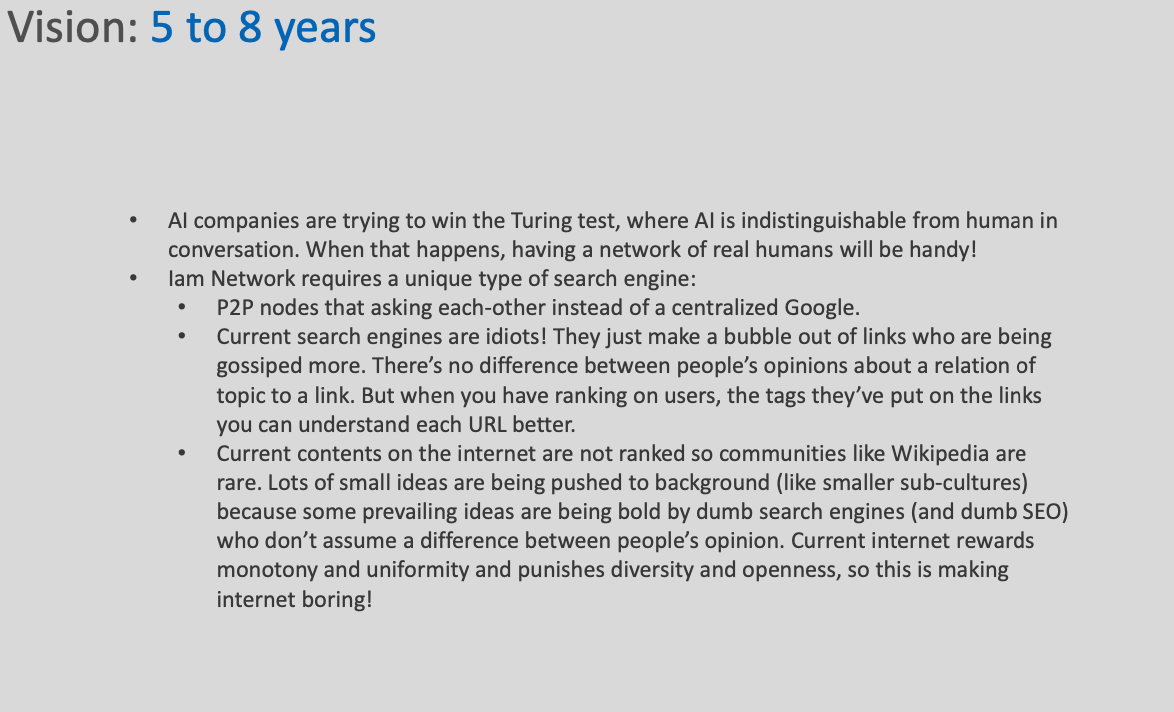 Vision: 5 to 8 years
• AI companies are trying to win the Turing test, where AI is indistinguishable from human in
conversation. When that happens, having a network of real humans will be handy!
• Iam Network requires a unique type of search engine:
• P2P nodes that asking each-other instead of a centralized Google.
• Current search engines are idiots! They just make a bubble out of links who are being
gossiped more. There’s no difference between people’s opinions about a relation of
topic to a link. But when you have ranking on users, the tags they’ve put on the links
you can understand each URL better.
• Current contents on the internet are not ranked so communities like Wikipedia are
rare. Lots of small ideas are being pushed to background (like smaller sub-cultures)
because some prevailing ideas are being bold by dumb search engines (and dumb SEO)
who don’t assume a difference between people’s opinion. Current internet rewards
monotony and uniformity and punishes diversity and openness, so this is making
internet boring!